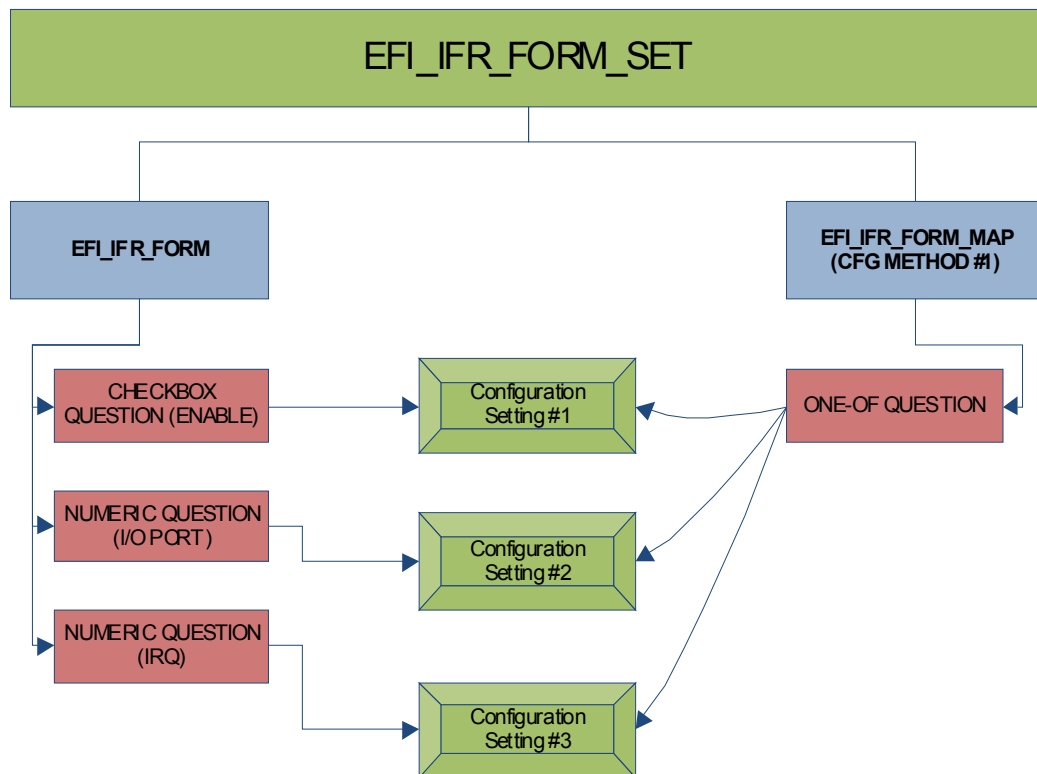 EFI_IFR_FORM_SET
EFI_IFR_FORM
EFI_IFR_FORM_MAP
(CFG METHOD #1)
CHECKBOX
QUESTION (ENABLE)
Configuration
Setting #1
ONE-OF QUESTION
NUMERIC QUESTION
(I/O PORT)
Configuration
Setting #2
NUMERIC QUESTION
(IRQ)
Configuration
Setting #3